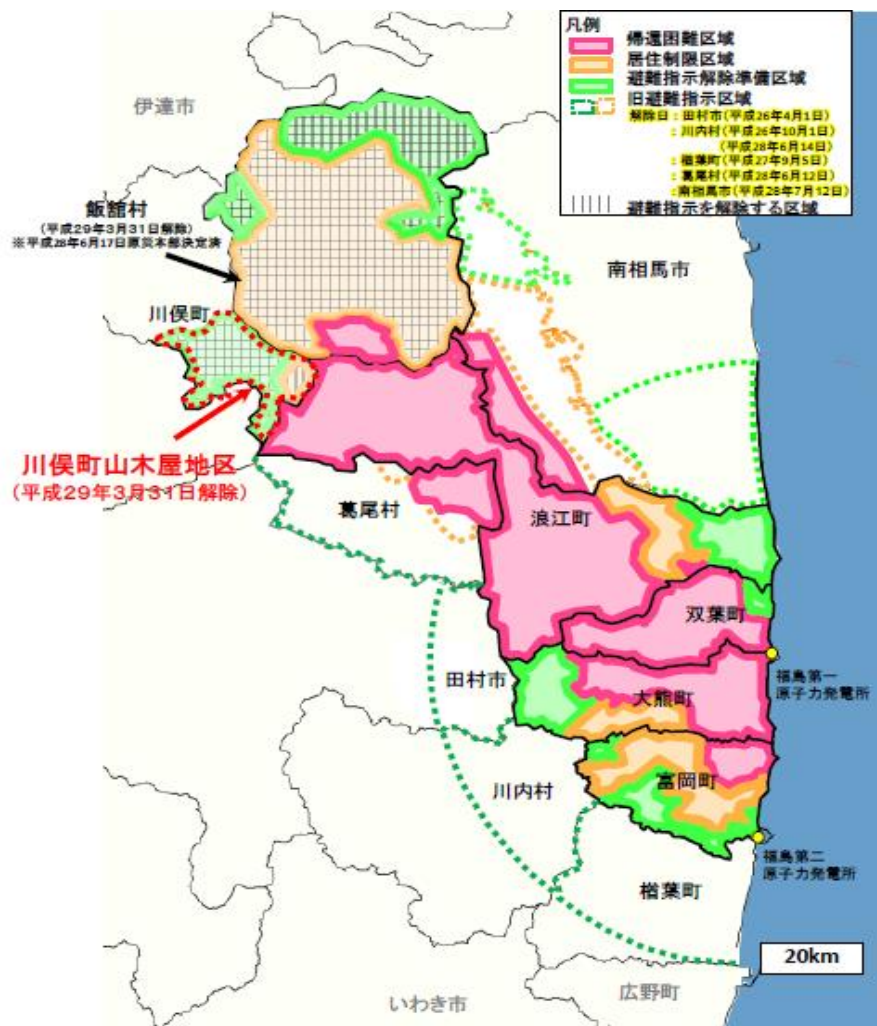 凡例
帰還困難区域
居住制限区域
避難指示解除準備区域
旧避難指示区域
解除日：田村市(平成26年4月1日)
：川内村(平成26年10月1日)
(平成28年6月14日)
：楢葉町(平成27年9月5日)
：葛尾村(平成28年6月12日)
：南相馬市(平成28年7月12日)
避難指示を解除する区域
伊達市
飯舘村
(平成29年3月31日解除)
※平成28年6月17日原災本部決定済
南相馬市
川俣町
川俣町山木屋地区
(平成29年3月31日解除)
葛尾村
浪江町
双葉町
福島第一
原子力発電所
田村市
大熊町
川内村
富岡町
福島第二
原子力発電所
楢葉町
20km
いわき市
広野町